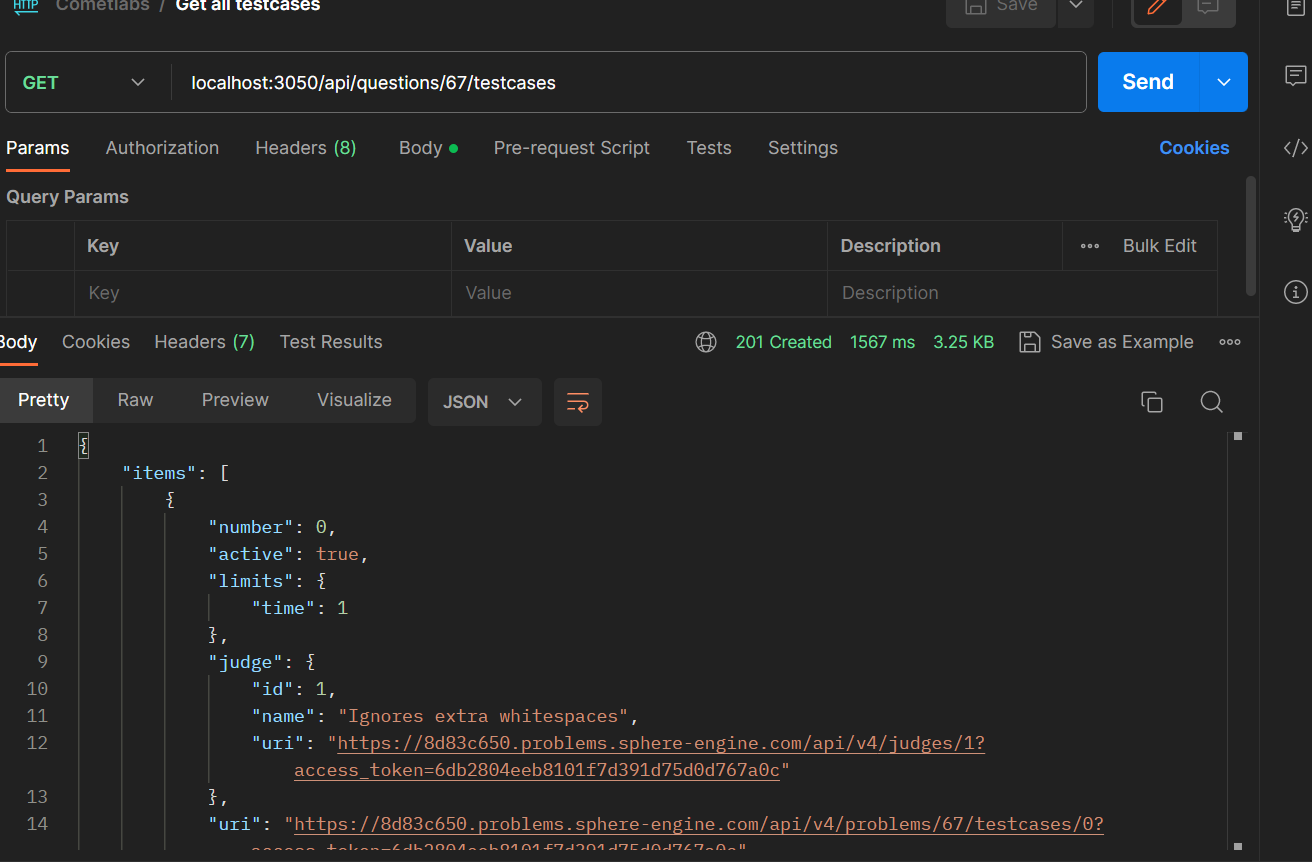 HTTP Cometlabs / Get all testcases Save
GET localhost:3050/api/questions/67/testcases Send
Params Authorization Headers (8) Body Pre-request Script Tests Settings Cookies
Query Params
Key Value Description Bulk Edit
Key Value Description
Body Cookies Headers (7) Test Results 201 Created 1567 ms 3.25 KB Save as Example
Pretty Raw Preview Visualize JSON
1 {
2 "items": [
3 {
4 "number": 0,
5 "active": true,
6 "limits": {
7 "time": 1
8 },
9 "judge": {
10 "id": 1,
11 "name": "Ignores extra whitespaces",
12 "uri": "https://8d83c650.problems.sphere-engine.com/api/v4/judges/1?
access_token=6db2804eeb8101f7d391d75d0d767a0c"
13 },
14 "uri": "https://8d83c650.problems.sphere-engine.com/api/v4/problems/67/testcases/0?
access_token=6db2804eeb8101f7d391d75d0d767a0c"